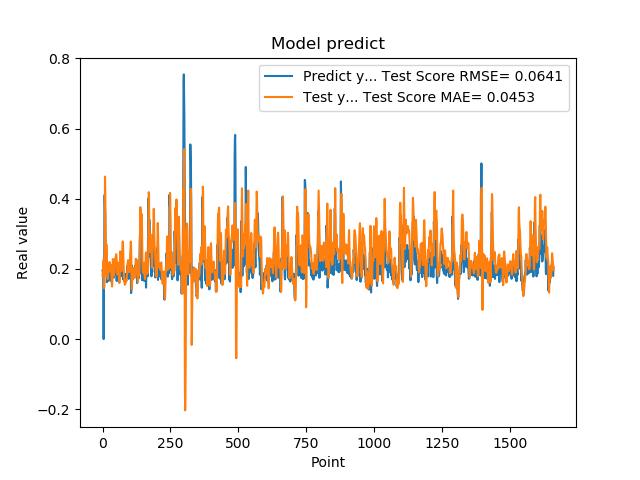 Model predict
Predict y... Test Score RMSE= 0.0641
Test y... Test Score MAE= 0.0453
0.8
0.6
0.4
0.2
0.0
−0.2
Real value
0 250 500 750 1000 1250 1500
Point